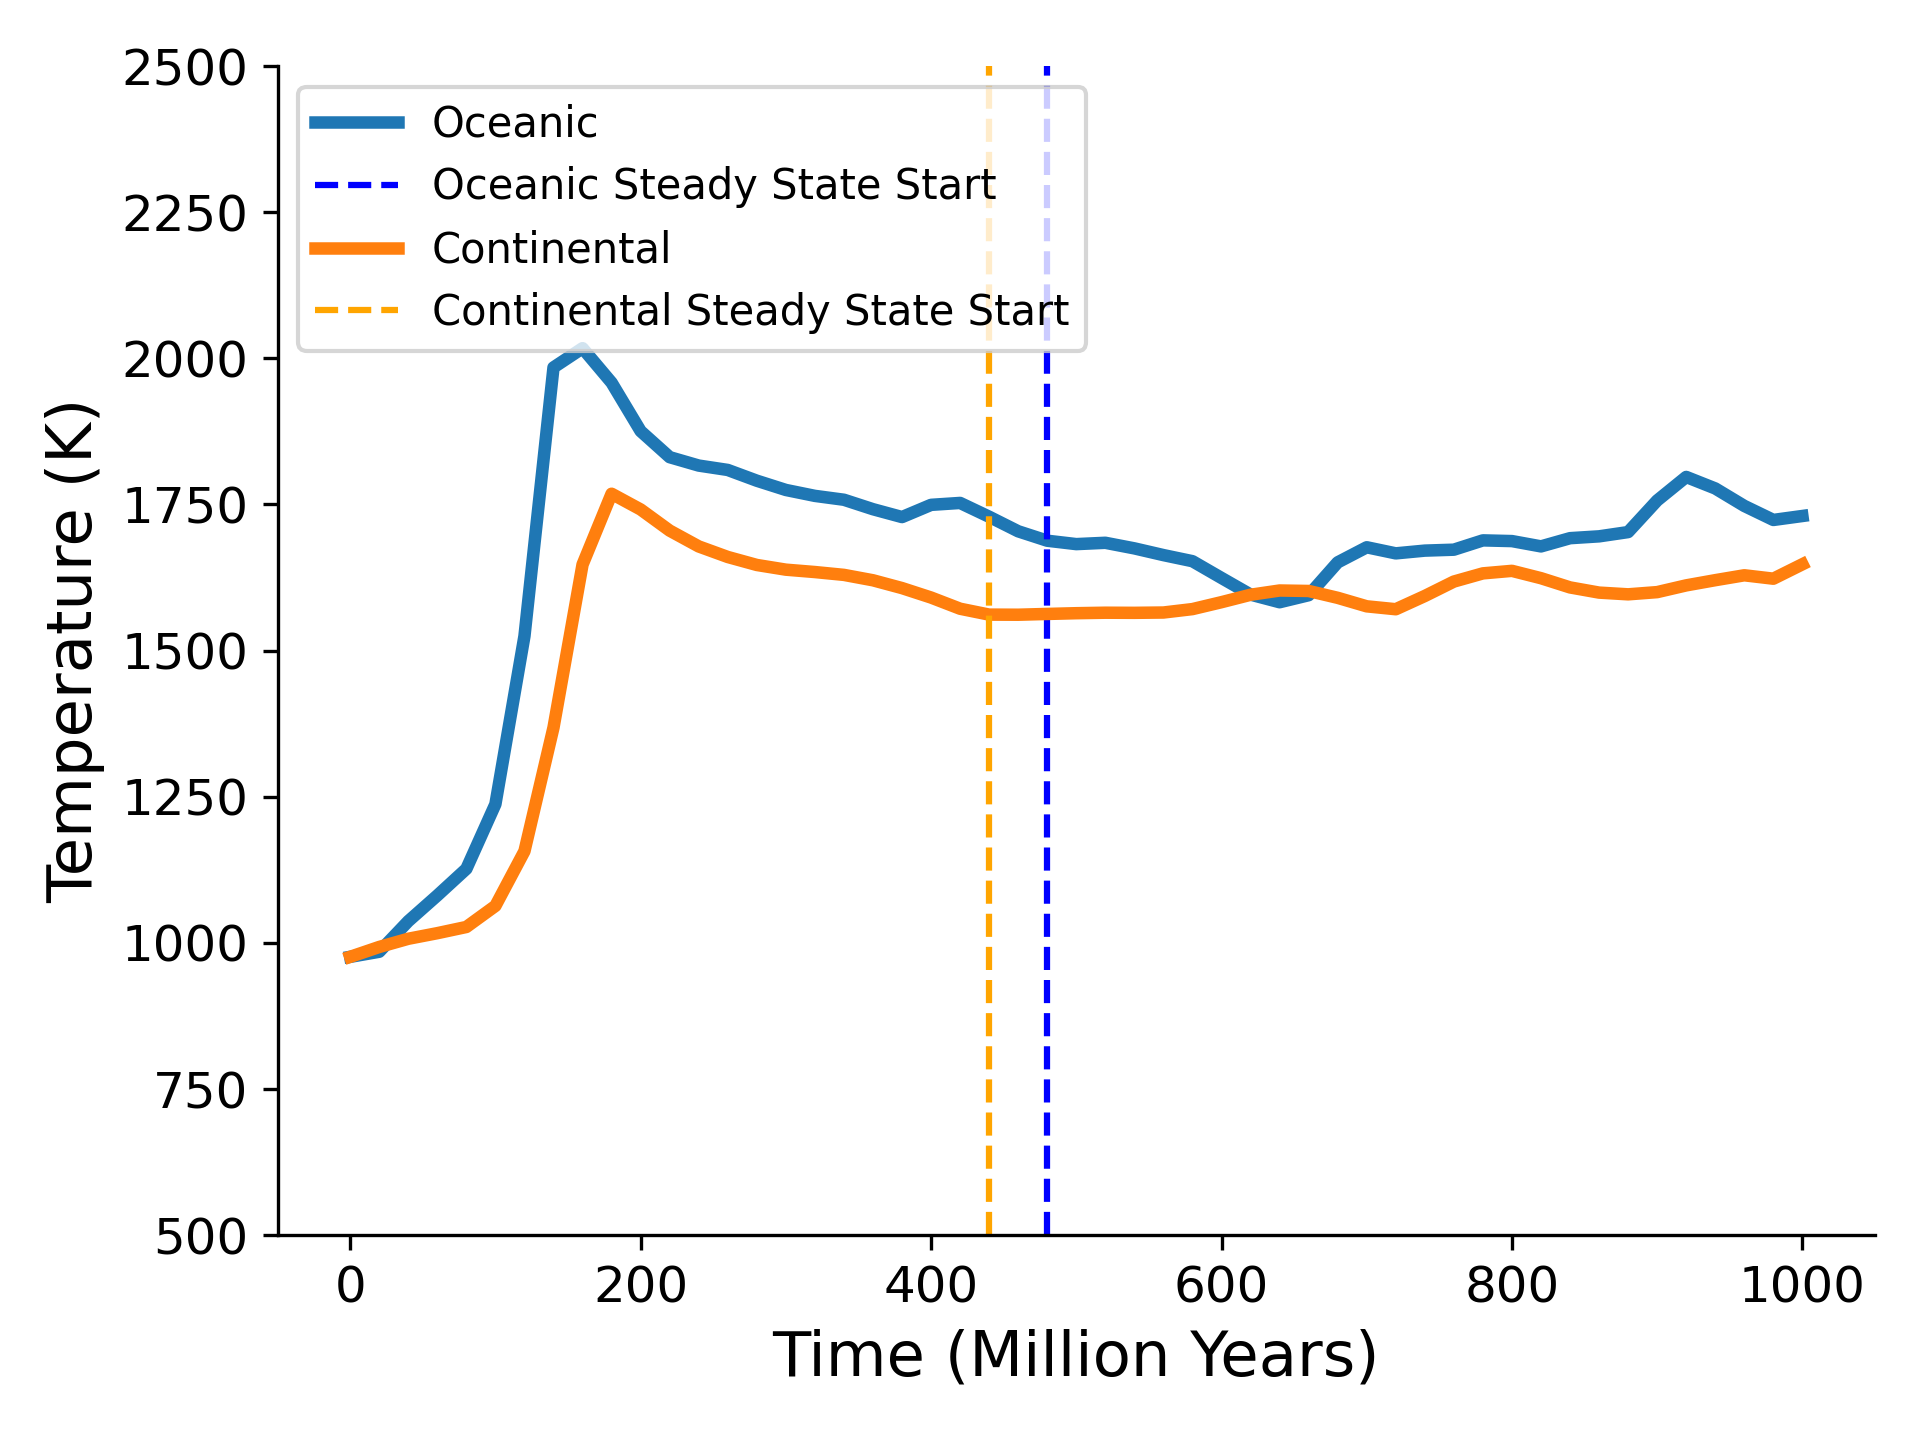 2500
2250
2000
1750
1500
1250
1000
750
500
Temperature (K)
Oceanic
Oceanic Steady State Start
Continental
Continental Steady State Start
0 200 400 600 800 1000
Time (Million Years)